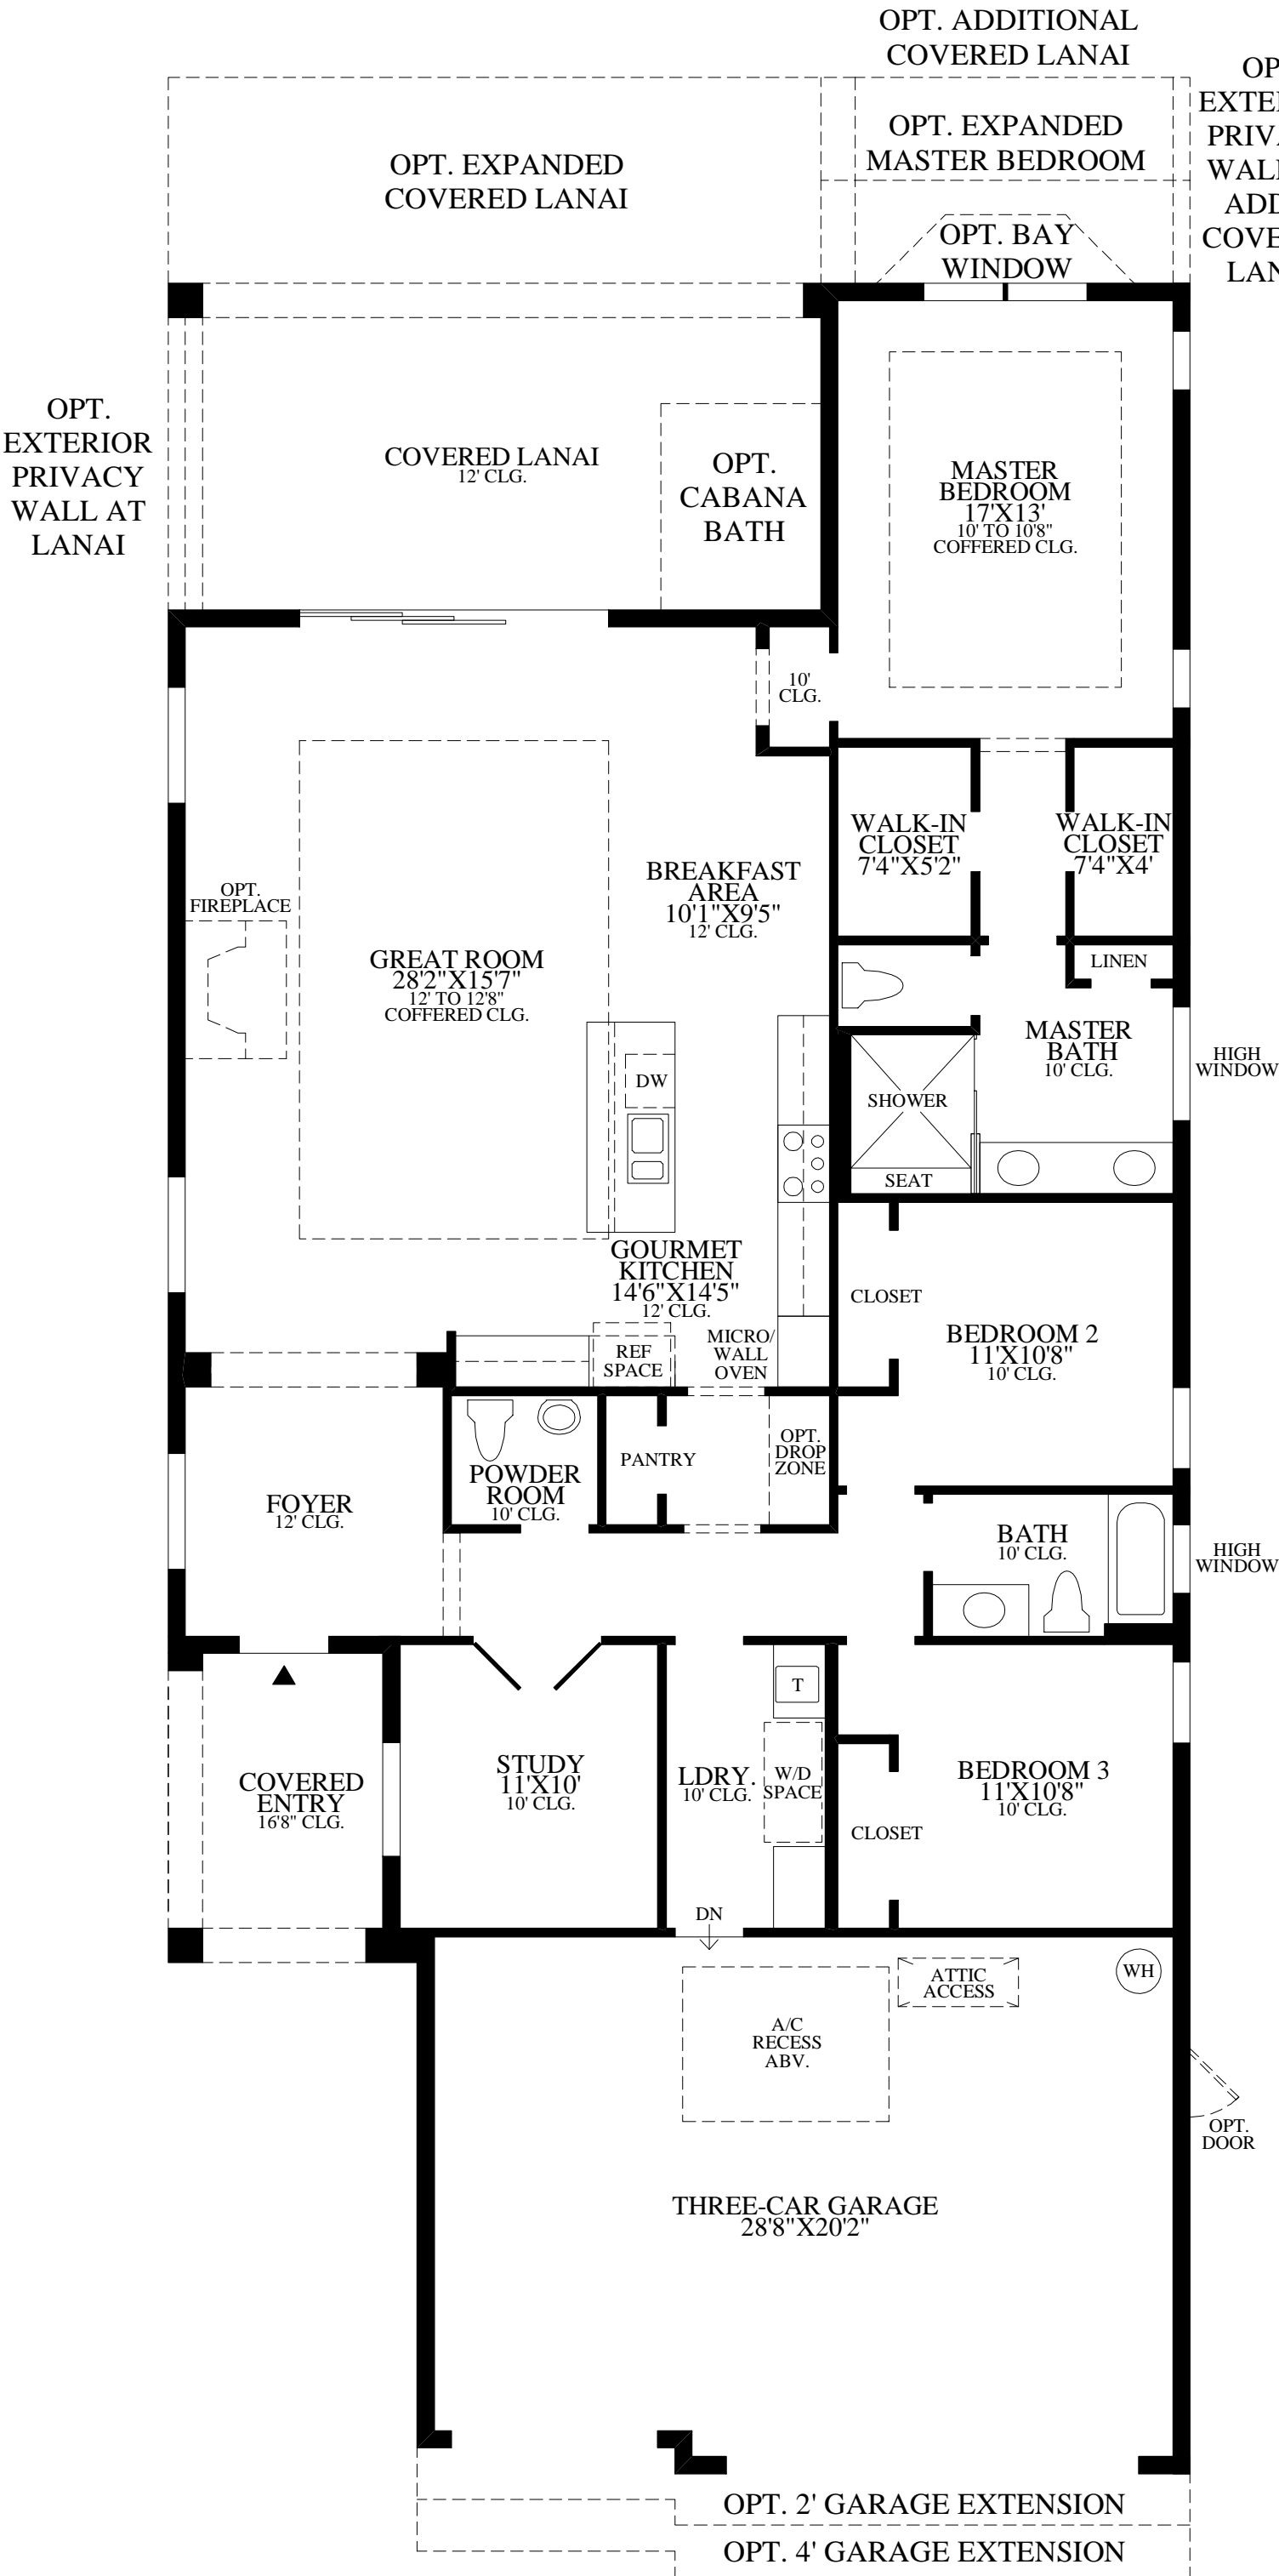 OPT. ADDITIONAL
COVERED LANAI
OPT. EXPANDED
MASTER BEDROOM
OPT. EXPANDED
COVERED LANAI
OPT. BAY
WINDOW
PRIVA
WALL
ADD
COVE
LAN
OPT.
EXTERIOR
PRIVACY
WALL AT
LANAI
COVERED LANAI
12' CLG.
OPT.
CABANA
BATH
MASTER
BEDROOM
17'X13'
10' TO 10'8"
COFFERED CLG.
10'
CLG.
WALK-IN
CLOSET
7'4"X5'2"
WALK-IN
CLOSET
7'4"X4'
BREAKFAST
AREA
10'1"X9'5"
12' CLG.
OPT.
FIREPLACE
GREAT ROOM
28'2"X15'7"
12' TO 12'8"
COFFERED CLG.
LINEN
MASTER
BATH
10' CLG.
HIGH
WINDOW
DW
SHOWER
SEAT
GOURMET
KITCHEN
14'6"X14'5"
12' CLG.
CLOSET
BEDROOM 2
11'X10'8"
10' CLG.
REF
SPACE
MICRO/
WALL
OVEN
OPT.
DROP
ZONE
PANTRY
POWDER
ROOM
10' CLG.
FOYER
12' CLG.
BATH
10' CLG.
HIGH
WINDOW
T
COVERED
ENTRY
16'8" CLG.
STUDY
11'X10'
10' CLG.
LDRY.
10' CLG.
W/D
SPACE
BEDROOM 3
11'X10'8"
10' CLG.
CLOSET
DN
ATTIC
ACCESS
WH
A/C
RECESS
ABV.
OPT.
DOOR
THREE-CAR GARAGE
28'8"X20'2"
OPT. 2' GARAGE EXTENSION
OPT. 4' GARAGE EXTENSION